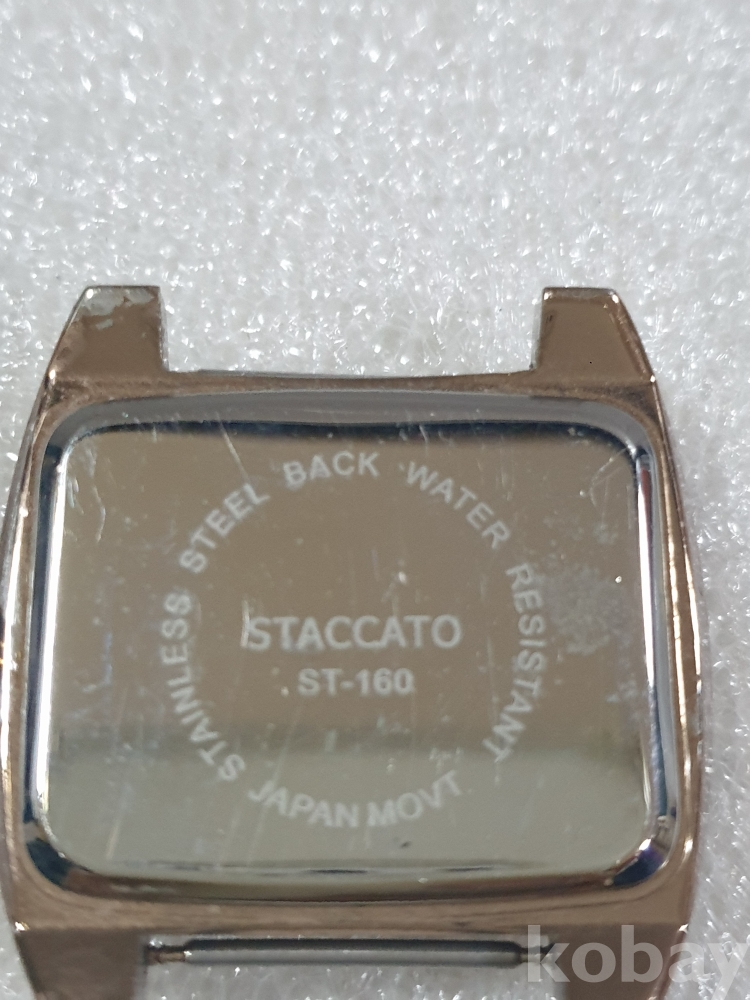 STAINLESS STEEL BACK WATER RESISTANT
STACCATO
ST-160
JAPAN MOVT
kobay